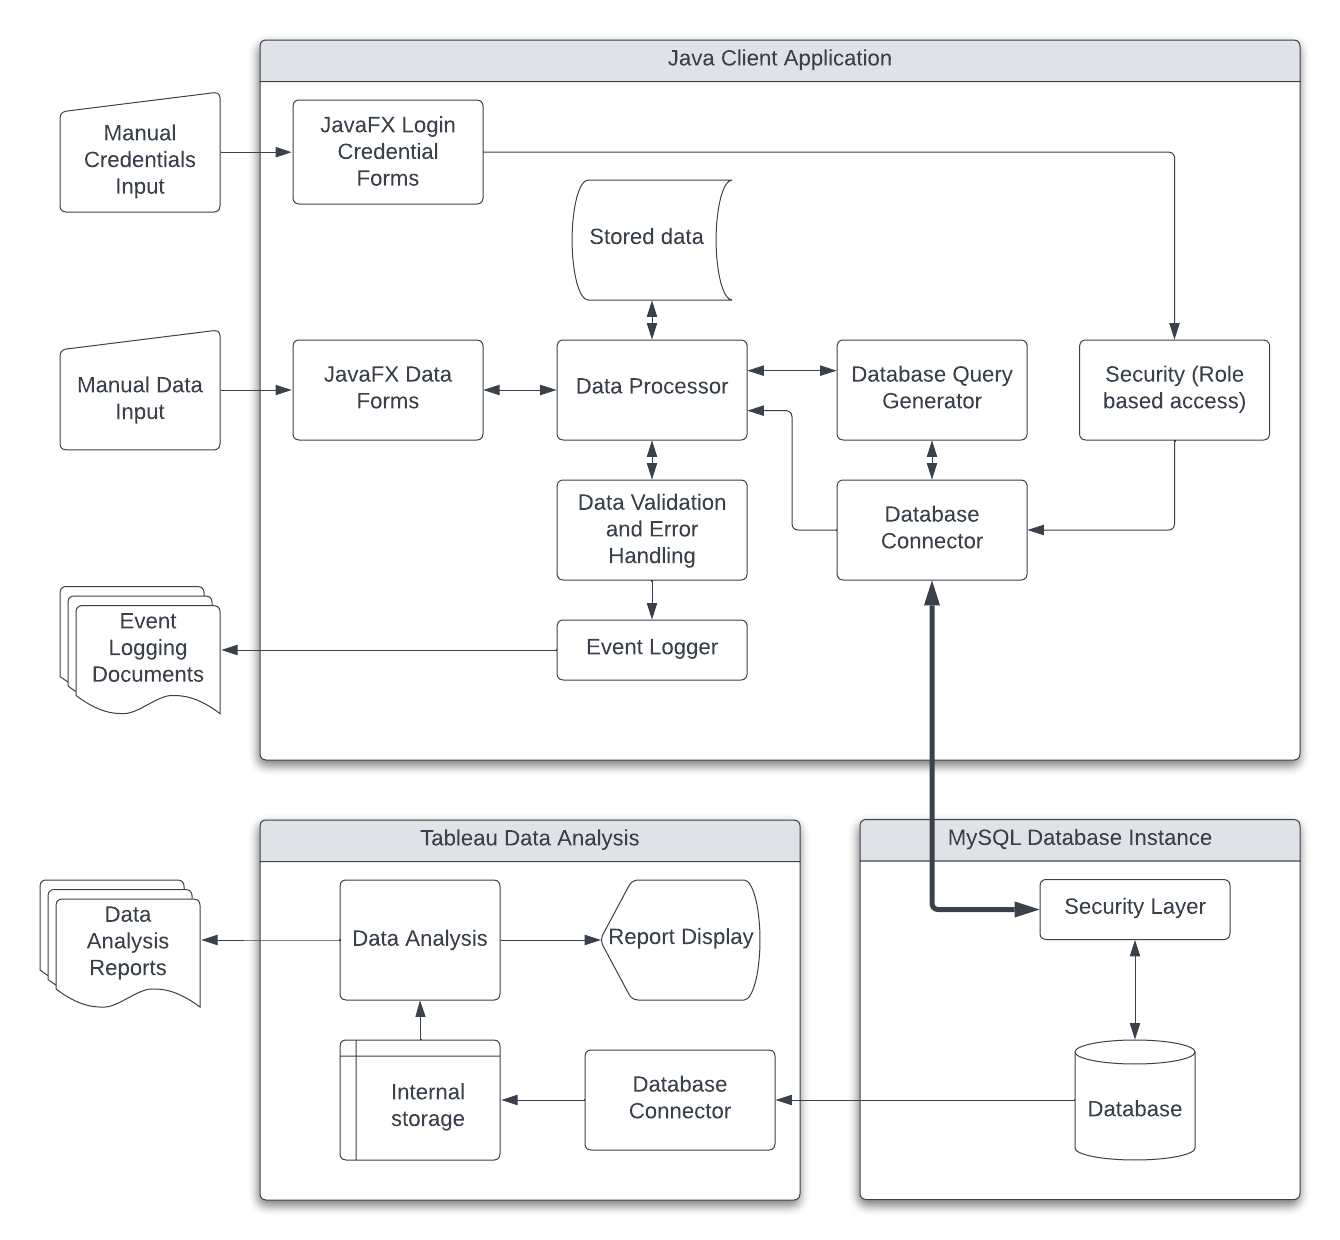 Java Client Application
Manual
Credentials
Input
JavaFX Login
Credential
Forms
Stored data
Manual Data
Input
JavaFX Data
Forms
Data Processor
Database Query
Generator
Security (Role
based access)
Data Validation
and Error
Handling
Database
Connector
Event
Logging
Documents
Event Logger
Tableau Data Analysis
MySQL Database Instance
Data
Analysis
Reports
Data Analysis
Report Display
Security Layer
Internal
storage
Database
Connector
Database